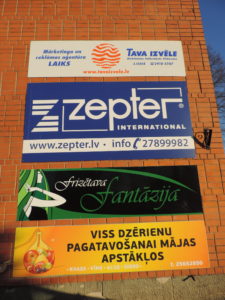 Mārketinga un
reklāmas aģentūra
LAIKS
TAVA IZVĒLE
www.tavaizvele.lv
zepter
INTERNATIONAL
www.zepter.lv • info 27899982
Frizētava
Fantāzija
VISS DZĒRIENU
PAGATAVOŠANAI MĀJAS
APSTĀKĻOS